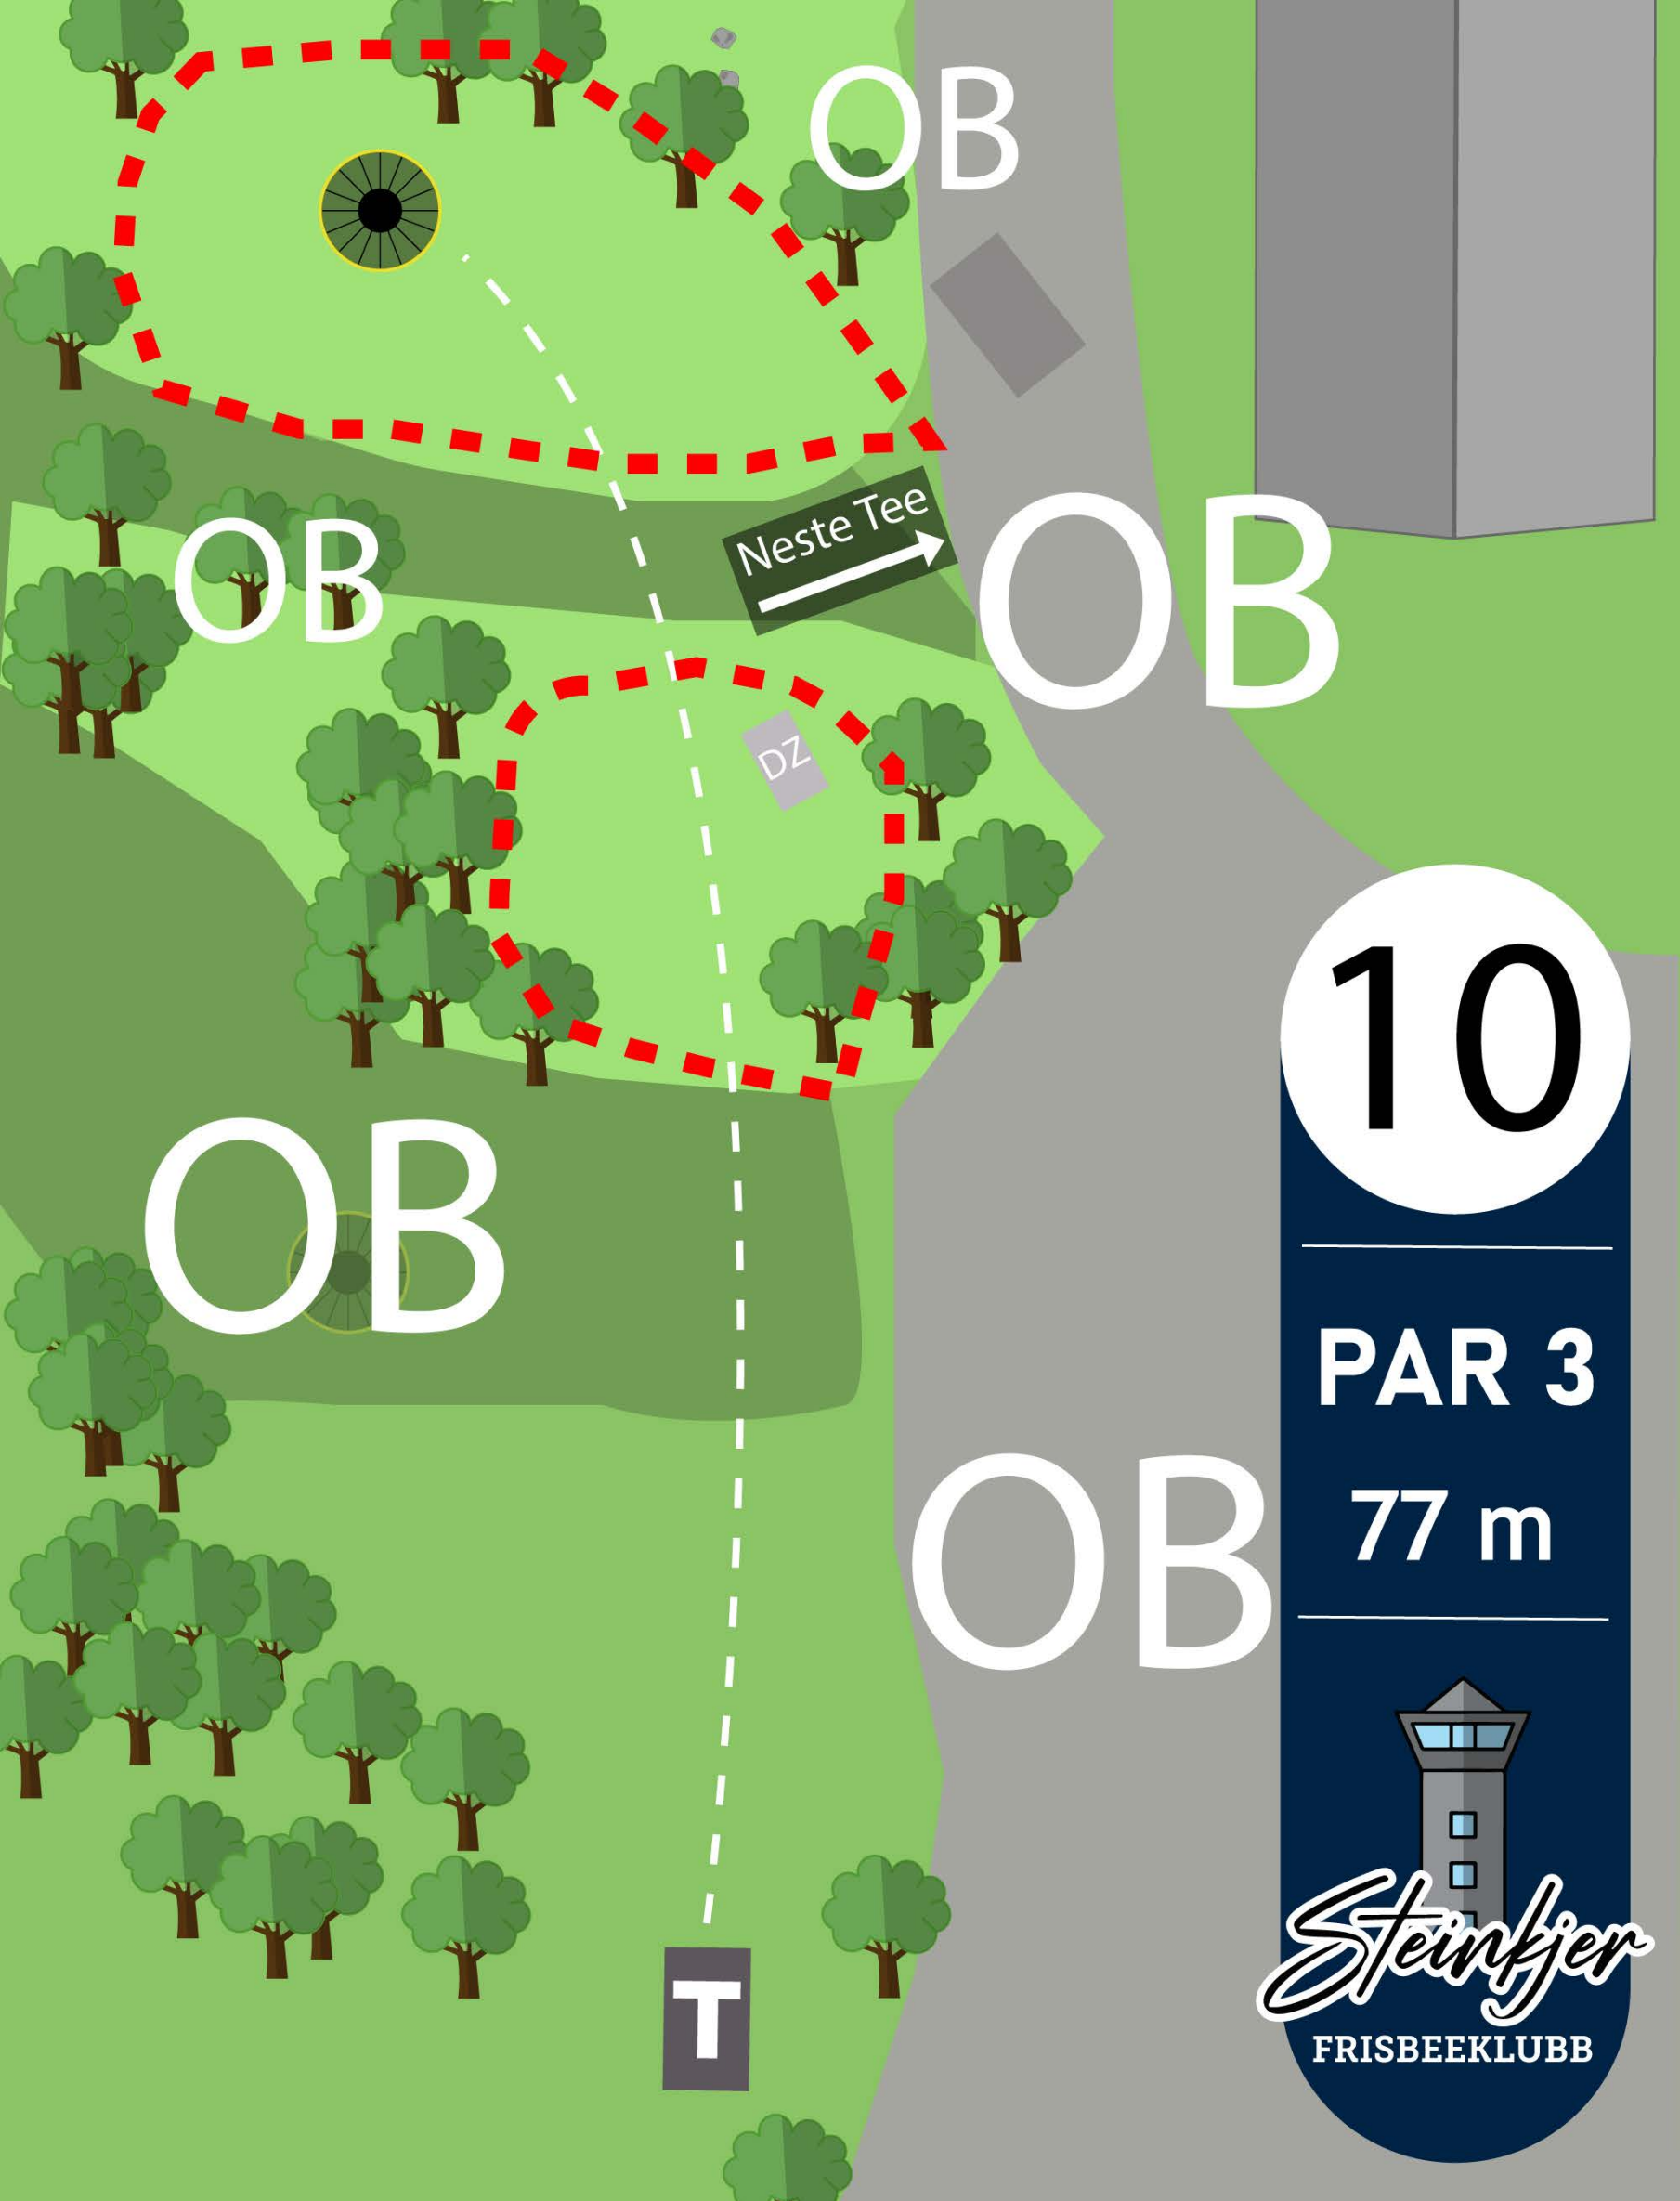 OB
Neste Tee
OB
OB
DZ
10
OB
PAR 3
OB
77 m
Steinkjer
FRISBEEKLUBB
T